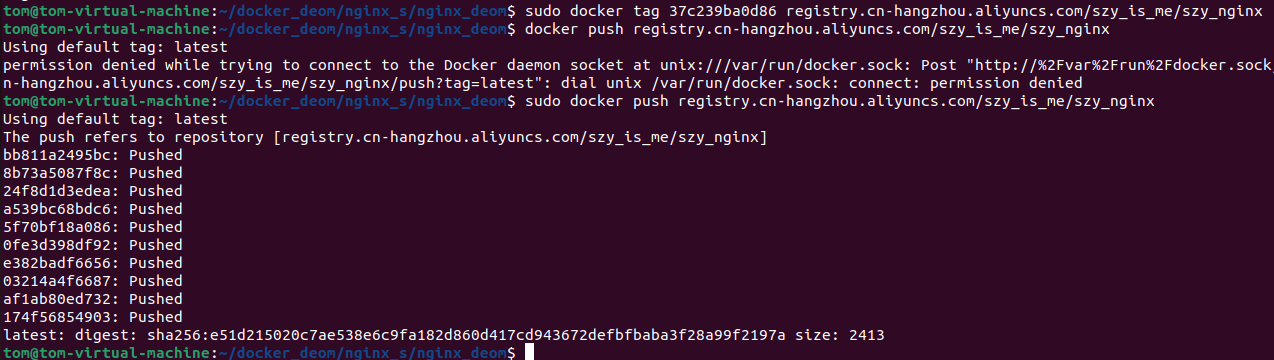 tom@tom-virtual-machine:~/docker_deom/nginx_s/nginx_deom$ sudo docker tag 37c239ba0d86 registry.cn-hangzhou.aliyuncs.com/szy_is_me/szy_nginx
tom@tom-virtual-machine:~/docker_deom/nginx_s/nginx_deom$ docker push registry.cn-hangzhou.aliyuncs.com/szy_is_me/szy_nginx
Using default tag: latest
permission denied while trying to connect to the Docker daemon socket at unix:///var/run/docker.sock: Post "http://%2Fvar%2Frun%2Fdocker.sock/
n-hangzhou.aliyuncs.com/szy_is_me/szy_nginx/push?tag=latest": dial unix /var/run/docker.sock: connect: permission denied
tom@tom-virtual-machine:~/docker_deom/nginx_s/nginx_deom$ sudo docker push registry.cn-hangzhou.aliyuncs.com/szy_is_me/szy_nginx
Using default tag: latest
The push refers to repository [registry.cn-hangzhou.aliyuncs.com/szy_is_me/szy_nginx]
bb811a2495bc: Pushed
8b73a5087f8c: Pushed
24f8d1d3edea: Pushed
a539bc68bdc6: Pushed
5f70bf18a086: Pushed
0fe3d398df92: Pushed
e382badf6656: Pushed
03214a4f6687: Pushed
af1ab80ed732: Pushed
174f56854903: Pushed
latest: digest: sha256:e51d215020c7ae538e6c9fa182d860d417cd943672defbfbaba3f28a99f2197a size: 2413
tom@tom-virtual-machine:~/docker_deom/nginx_s/nginx_deom$